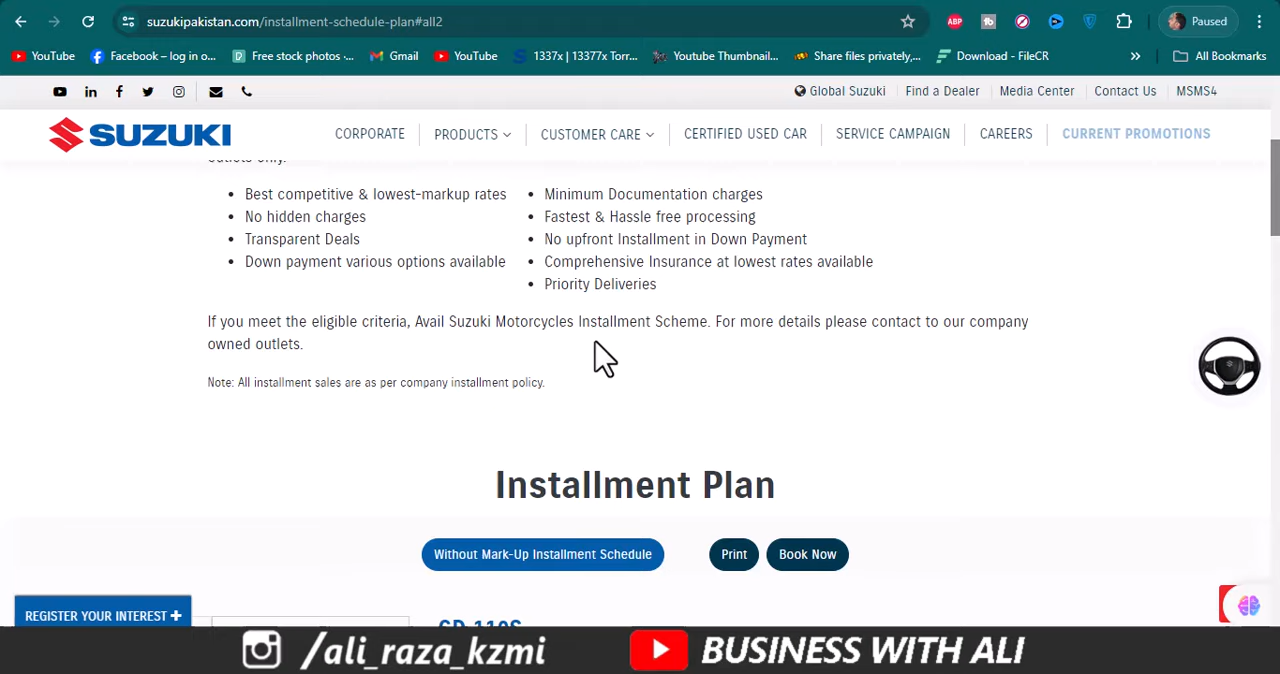 suzukipakistan.com/installment-schedule-plan#all2
ABP
Paused
YouTube
Facebook – log in o...
Free stock photos ·...
Gmail
YouTube
1337x | 13377x Torr...
Youtube Thumbnail...
Share files privately,...
Download - FileCR
»
All Bookmarks
Global Suzuki
Find a Dealer
Media Center
Contact Us
MSMS4
SUZUKI
CORPORATE
PRODUCTS
CUSTOMER CARE
CERTIFIED USED CAR
SERVICE CAMPAIGN
CAREERS
CURRENT PROMOTIONS
outlets only.
• Best competitive & lowest-markup rates
• No hidden charges
• Transparent Deals
• Down payment various options available
• Minimum Documentation charges
• Fastest & Hassle free processing
• No upfront Installment in Down Payment
• Comprehensive Insurance at lowest rates available
• Priority Deliveries
If you meet the eligible criteria, Avail Suzuki Motorcycles Installment Scheme. For more details please contact to our company
owned outlets.
Note: All installment sales are as per company installment policy.
Installment Plan
Without Mark-Up Installment Schedule
Print
Book Now
REGISTER YOUR INTEREST +
GD 110S
/ali_raza_kzmi
BUSINESS WITH ALI